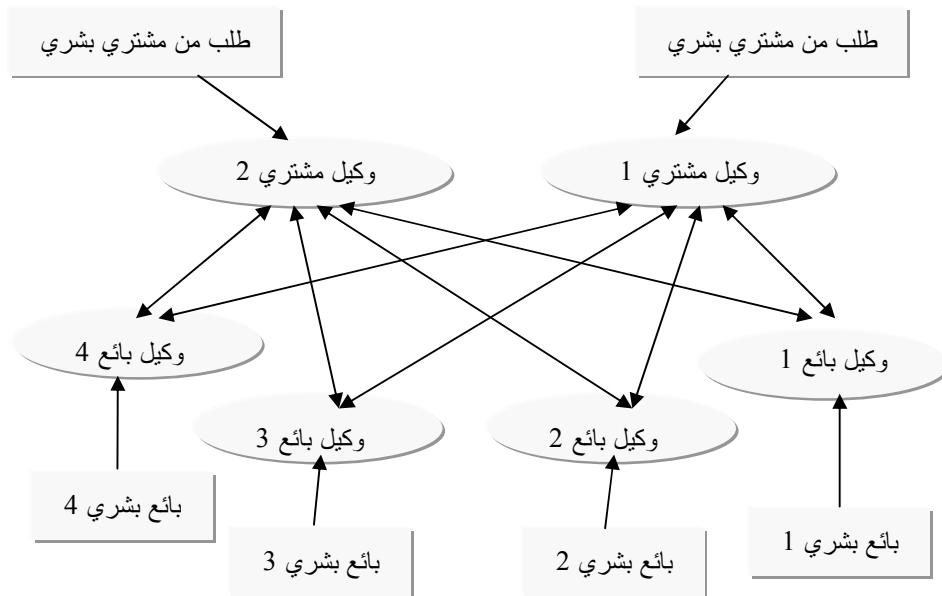 طلب من مشتري بشري
طلب من مشتري بشري
وكيل مشتري 1
وكيل مشتري 2
وكيل بائع 1
وكيل بائع 4
وكيل بائع 2
وكيل بائع 3
بائع بشري 1
بائع بشري 2
بائع بشري 3
بائع بشري 4